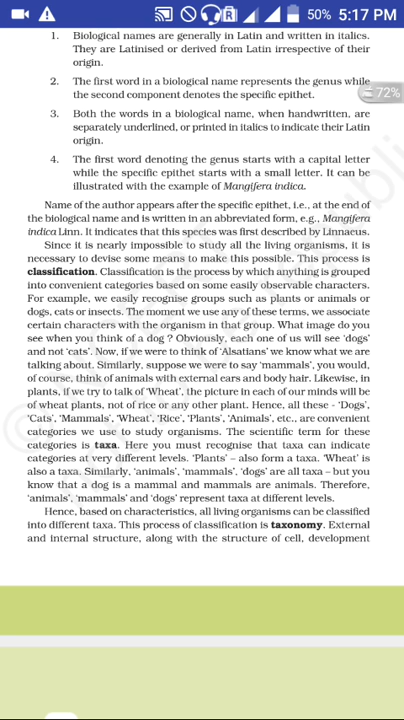 50% 5:17 PM
1. Biological names are generally in Latin and written in italics.
They are Latinised or derived from Latin irrespective of their
origin.
2. The first word in a biological name represents the genus while
the second component denotes the specific epithet.
72%
3. Both the words in a biological name, when handwritten, are
separately underlined, or printed in italics to indicate their Latin
origin.
4. The first word denoting the genus starts with a capital letter
while the specific epithet starts with a small letter. It can be
illustrated with the example of Mangifera indica.
Name of the author appears after the specific epithet, i.e., at the end of
the biological name and is written in an abbreviated form, e.g., Mangifera
indica Linn. It indicates that this species was first described by Linnaeus.
Since it is nearly impossible to study all the living organisms, it is
necessary to devise some means to make this possible. This process is
classification. Classification is the process by which anything is grouped
into convenient categories based on some easily observable characters.
For example, we easily recognise groups such as plants or animals or
dogs, cats or insects. The moment we use any of these terms, we associate
certain characters with the organism in that group. What image do you
see when you think of a dog ? Obviously, each one of us will see 'dogs'
and not 'cats'. Now, if we were to think of 'Alsatians' we know what we are
talking about. Similarly, suppose we were to say 'mammals', you would,
of course, think of animals with external ears and body hair. Likewise, in
plants, if we try to talk of 'Wheat', the picture in each of our minds will be
of wheat plants, not of rice or any other plant. Hence, all these - 'Dogs',
'Cats', 'Mammals', 'Wheat', 'Rice', 'Plants', 'Animals', etc., are convenient
categories we use to study organisms. The scientific term for these
categories is taxa. Here you must recognise that taxa can indicate
categories at very different levels. 'Plants' – also form a taxa. 'Wheat' is
also a taxa. Similarly, 'animals', 'mammals', 'dogs' are all taxa – but you
know that a dog is a mammal and mammals are animals. Therefore,
'animals', 'mammals' and 'dogs' represent taxa at different levels.
Hence, based on characteristics, all living organisms can be classified
into different taxa. This process of classification is taxonomy. External
and internal structure, along with the structure of cell, development